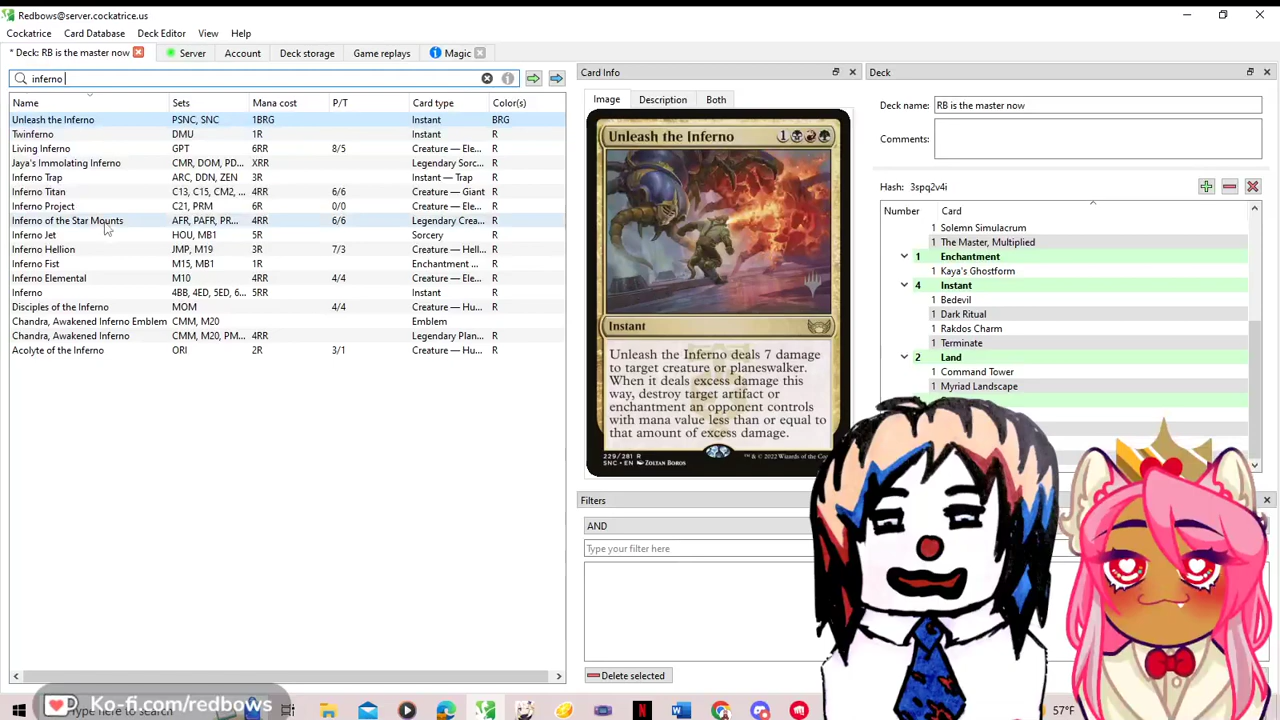 Redbows@server.cockatrice.us
Cockatrice Card Database Deck Editor View Help
* Deck: RB is the master now Server Account Deck storage Game replays Magic
inferno
Name Sets Mana cost P/T Card type Color(s)
Unleash the Inferno PSNC, SNC 1BRG Instant BRG
Twinferno DMU 1R Instant R
Living Inferno GPT 6RR 8/5 Creature — Ele... R
Jaya's Immolating Inferno CMR, DOM, PD... XRR Legendary Sorc... R
Inferno Trap ARC, DDN, ZEN 3R Instant — Trap R
Inferno Titan C13, C15, CM2, ... 4RR 6/6 Creature — Giant R
Inferno Project C21, PRM 6R 0/0 Creature — Ele... R
Inferno of the Star Mounts AFR, PAFR, PR... 4RR 6/6 Legendary Crea... R
Inferno Jet HOU, MB1 5R Sorcery R
Inferno Hellion JMP, M19 3R 7/3 Creature — Hell... R
Inferno Fist M15, MB1 1R Enchantment ... R
Inferno Elemental M10 4RR 4/4 Creature — Ele... R
Inferno 4BB, 4ED, 5ED, 6... 5RR Instant R
Disciples of the Inferno MOM 4/4 Creature — Hu... R
Chandra, Awakened Inferno Emblem CMM, M20 Emblem
Chandra, Awakened Inferno CMM, M20, PM... 4RR Legendary Plan... R
Acolyte of the Inferno ORI 2R 3/1 Creature — Hu... R
Card Info
Image Description Both
Unleash the Inferno 1
Instant
Unleash the Inferno deals 7 damage
to target creature or planeswalker.
When it deals excess damage this
way, destroy target artifact or
enchantment an opponent controls
with mana value less than or equal to
that amount of excess damage.
229/281 R
SNC • EN ZOLTAN BOROS
™ & © 2022 Wizards of the Coast
Filters
AND
Type your filter here
Delete selected
Deck
Deck name: RB is the master now
Comments:
Hash: 3spq2v4i
Number Card
1 Solemn Simulacrum
1 The Master, Multiplied
1 Enchantment
1 Kaya's Ghostform
4 Instant
1 Bedevil
1 Dark Ritual
1 Rakdos Charm
1 Terminate
2 Land
1 Command Tower
1 Myriad Landscape
Ko-fi.com/redbows
Type here to search
57°F